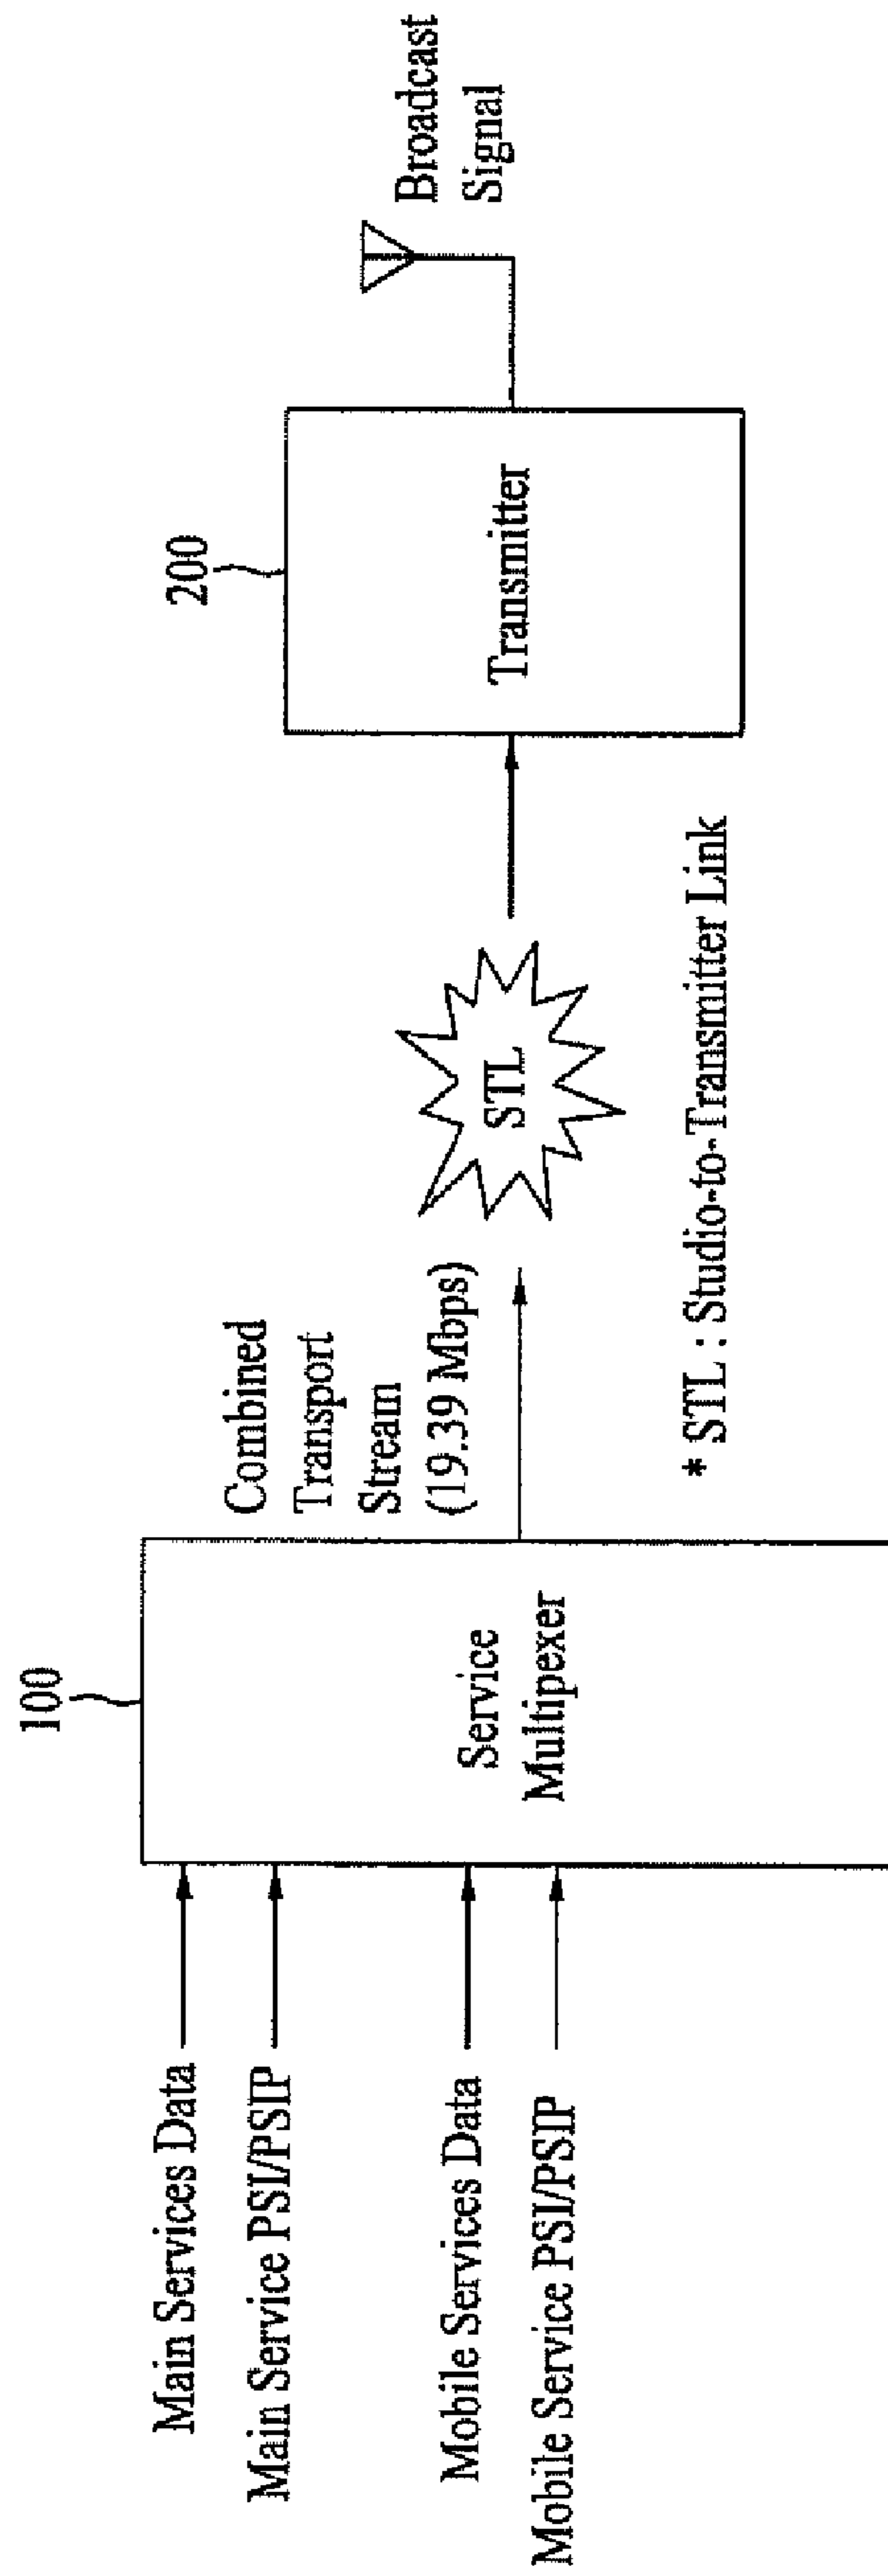 Main Services Data
Main Service PSI/PSIP
Mobile Services Data
Mobile Service PSI/PSIP
100
Service
Multipexer
Combined
Transport
Stream
(19.39 Mbps)
STL
* STL : Studio-to-Transmitter Link
200
Transmitter
Broadcast
Signal